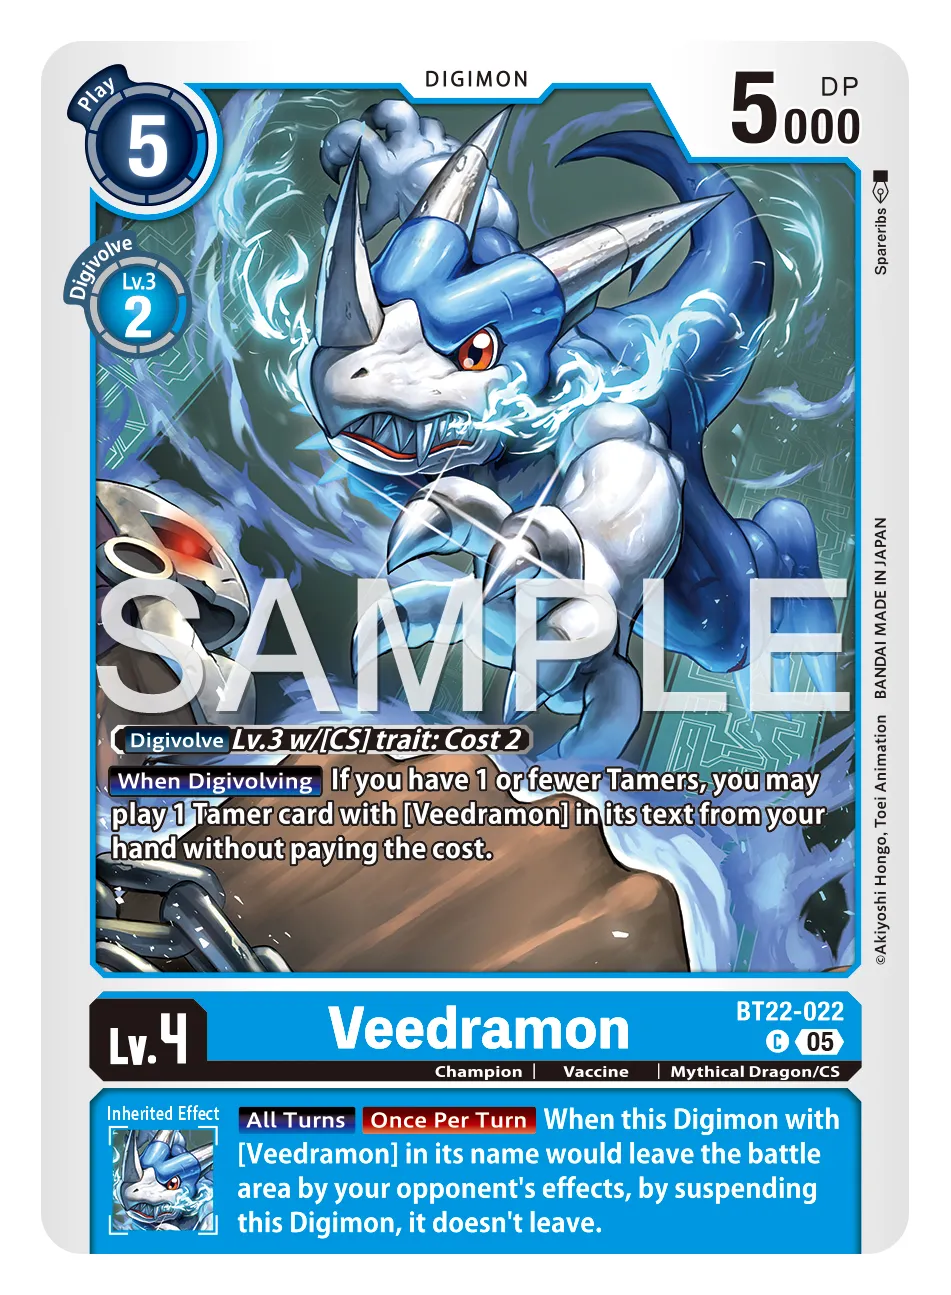 DIGIMON
Play
5
DP
5000
Digivolve
Lv.3
2
Spareribs
SAMPLE
Digivolve Lv.3 w/[CS] trait: Cost 2
When Digivolving If you have 1 or fewer Tamers, you may
play 1 Tamer card with [Veedramon] in its text from your
hand without paying the cost.
©Akiyoshi Hongo, Toei Animation BANDAI MADE IN JAPAN
Lv.4
Veedramon
BT22-022
C 05
Champion | Vaccine | Mythical Dragon/CS
Inherited Effect
All Turns Once Per Turn When this Digimon with
[Veedramon] in its name would leave the battle
area by your opponent's effects, by suspending
this Digimon, it doesn't leave.